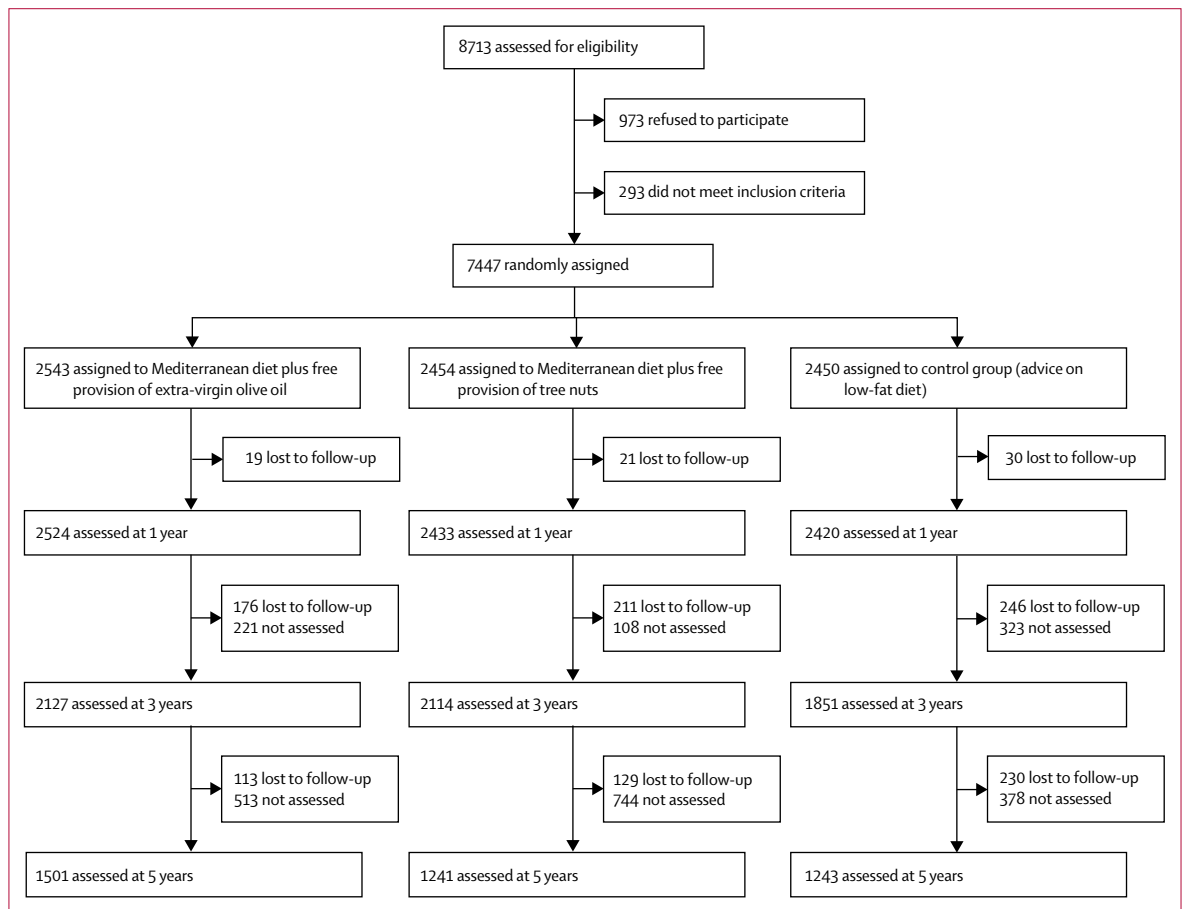 8713 assessed for eligibility
973 refused to participate
293 did not meet inclusion criteria
7447 randomly assigned
2543 assigned to Mediterranean diet plus free
provision of extra-virgin olive oil
2454 assigned to Mediterranean diet plus free
provision of tree nuts
2450 assigned to control group (advice on
low-fat diet)
19 lost to follow-up
21 lost to follow-up
30 lost to follow-up
2524 assessed at 1 year
2433 assessed at 1 year
2420 assessed at 1 year
176 lost to follow-up
221 not assessed
211 lost to follow-up
108 not assessed
246 lost to follow-up
323 not assessed
2127 assessed at 3 years
2114 assessed at 3 years
1851 assessed at 3 years
113 lost to follow-up
513 not assessed
129 lost to follow-up
744 not assessed
230 lost to follow-up
378 not assessed
1501 assessed at 5 years
1241 assessed at 5 years
1243 assessed at 5 years